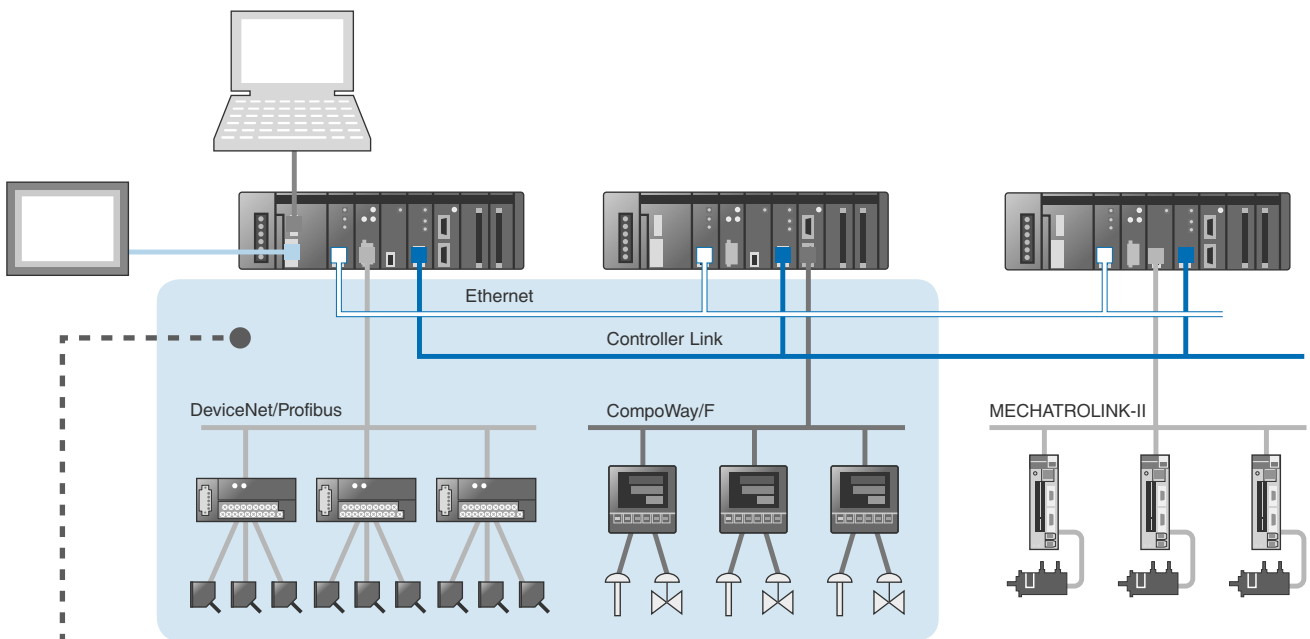 Ethernet
Controller Link
DeviceNet/Profibus
CompoWay/F
MECHATROLINK-II